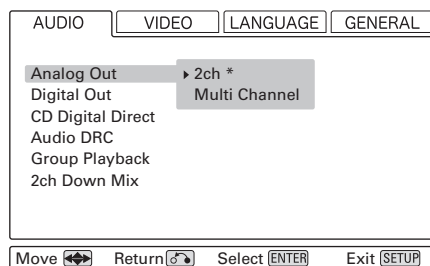 AUDIO VIDEO LANGUAGE GENERAL
Analog Out 2ch *
Digital Out Multi Channel
CD Digital Direct
Audio DRC
Group Playback
2ch Down Mix
Move Return Select ENTER Exit SETUP